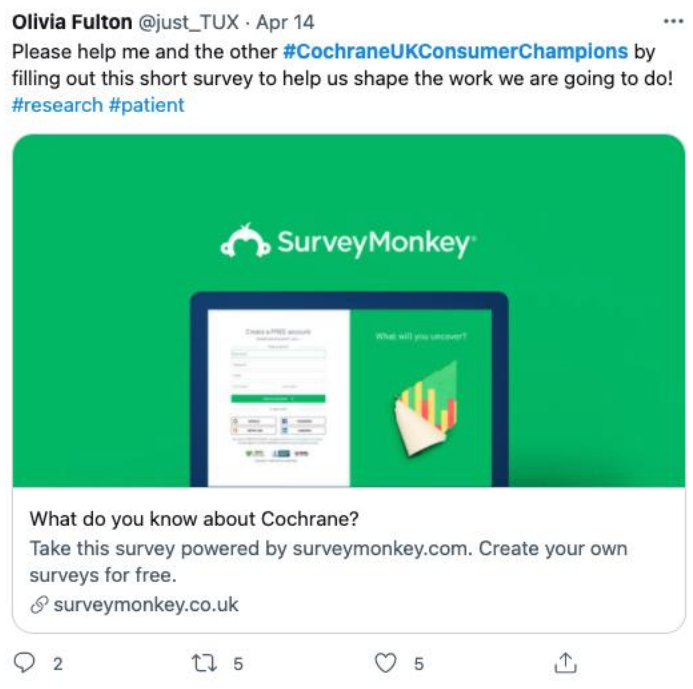 Olivia Fulton @just_TUX · Apr 14
Please help me and the other #CochraneUKConsumerChampions by
filling out this short survey to help us shape the work we are going to do!
#research #patient
SurveyMonkey
Create a FREE account
What will you uncover?
What do you know about Cochrane?
Take this survey powered by surveymonkey.com. Create your own
surveys for free.
surveymonkey.co.uk
2 5 5